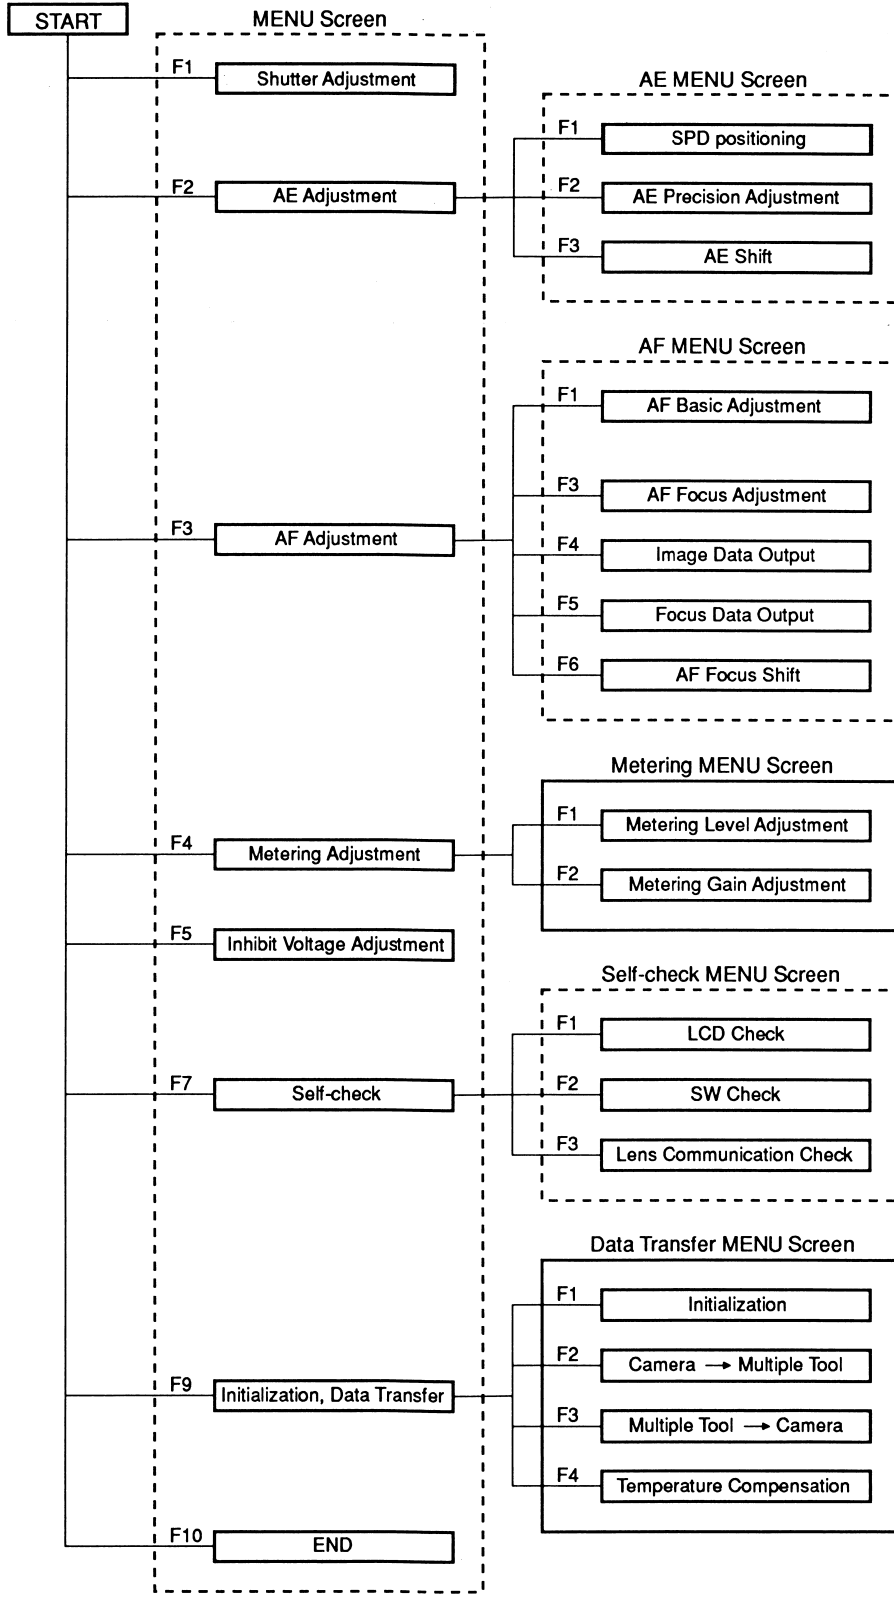 START
MENU Screen
F1
Shutter Adjustment
AE MENU Screen
F1
SPD positioning
F2
AE Adjustment
F2
AE Precision Adjustment
F3
AE Shift
AF MENU Screen
F1
AF Basic Adjustment
F3
AF Focus Adjustment
F3
AF Adjustment
F4
Image Data Output
F5
Focus Data Output
F6
AF Focus Shift
Metering MENU Screen
F1
Metering Level Adjustment
F4
Metering Adjustment
F2
Metering Gain Adjustment
F5
Inhibit Voltage Adjustment
Self-check MENU Screen
F1
LCD Check
F7
Self-check
F2
SW Check
F3
Lens Communication Check
Data Transfer MENU Screen
F1
Initialization
F2
Camera → Multiple Tool
F9
Initialization, Data Transfer
F3
Multiple Tool → Camera
F4
Temperature Compensation
F10
END